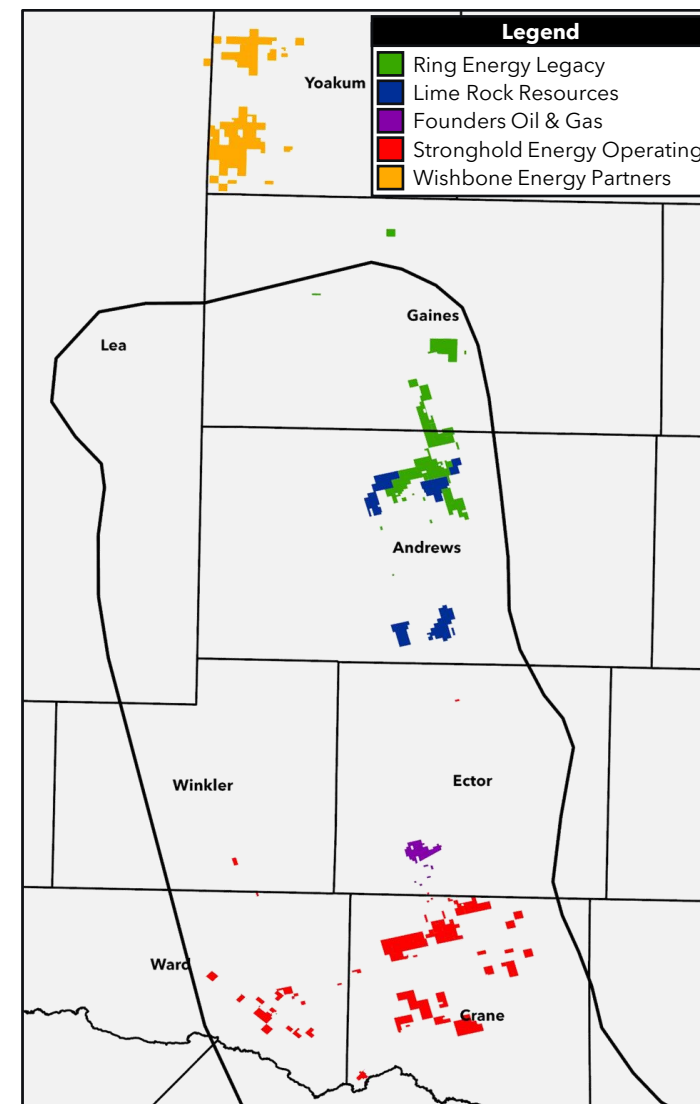 Legend
Ring Energy Legacy
Lime Rock Resources
Founders Oil & Gas
Stronghold Energy Operating
Wishbone Energy Partners
Yoakum
Gaines
Lea
Andrews
Ector
Winkler
Ward
Crane